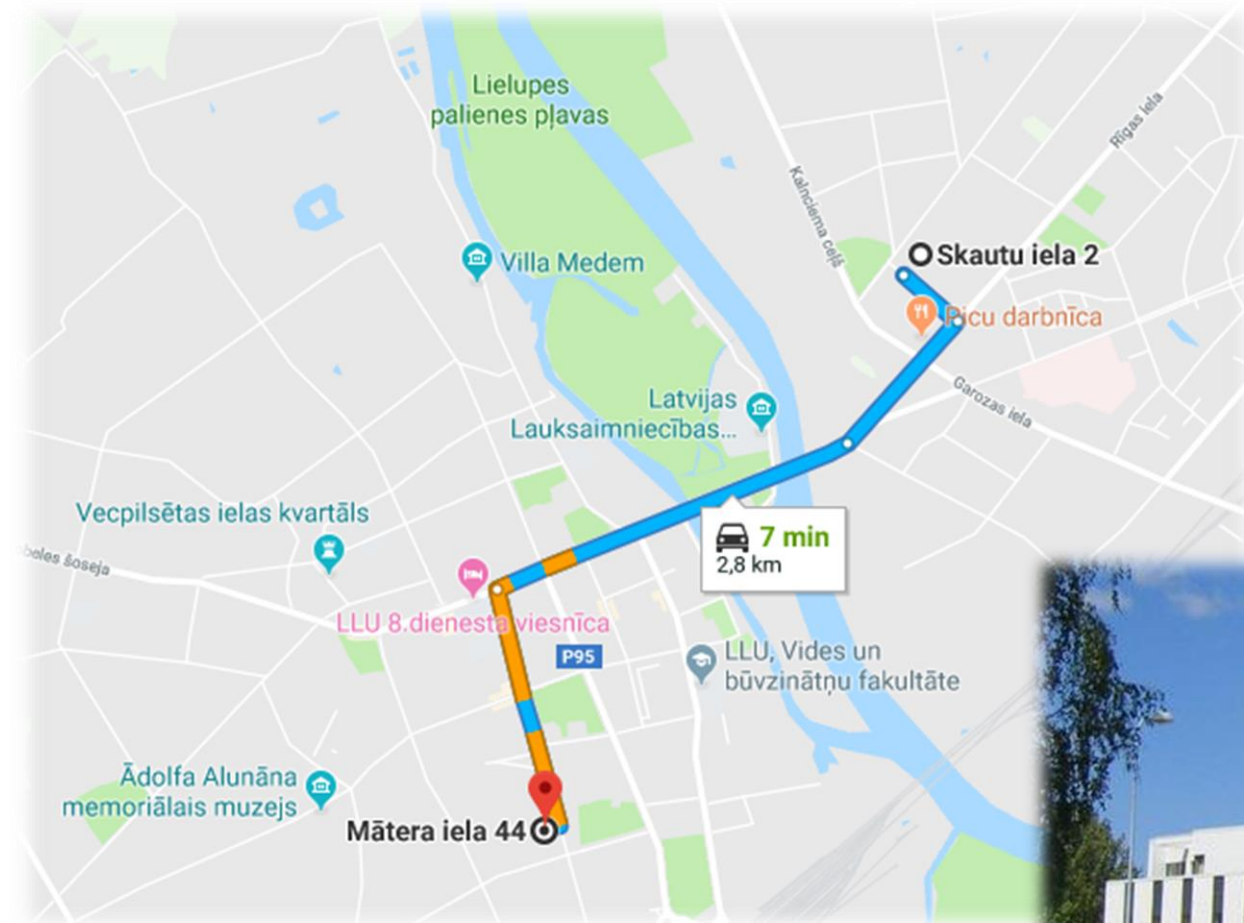 Lielupes
palienes pļavas
Rīgas iela
Kalnciema ceļš
Skautu iela 2
Villa Medem
Picu darbnīca
Garozas iela
Latvijas
Lauksaimniecības...
Vecpilsētas ielas kvartāls
7 min
2,8 km
šoseja
LLU 8.dienesta viesnīca
P95
LLU, Vides un
būvzinātņu fakultāte
Ādolfa Alunāna
memoriālais muzejs
Mātera iela 44